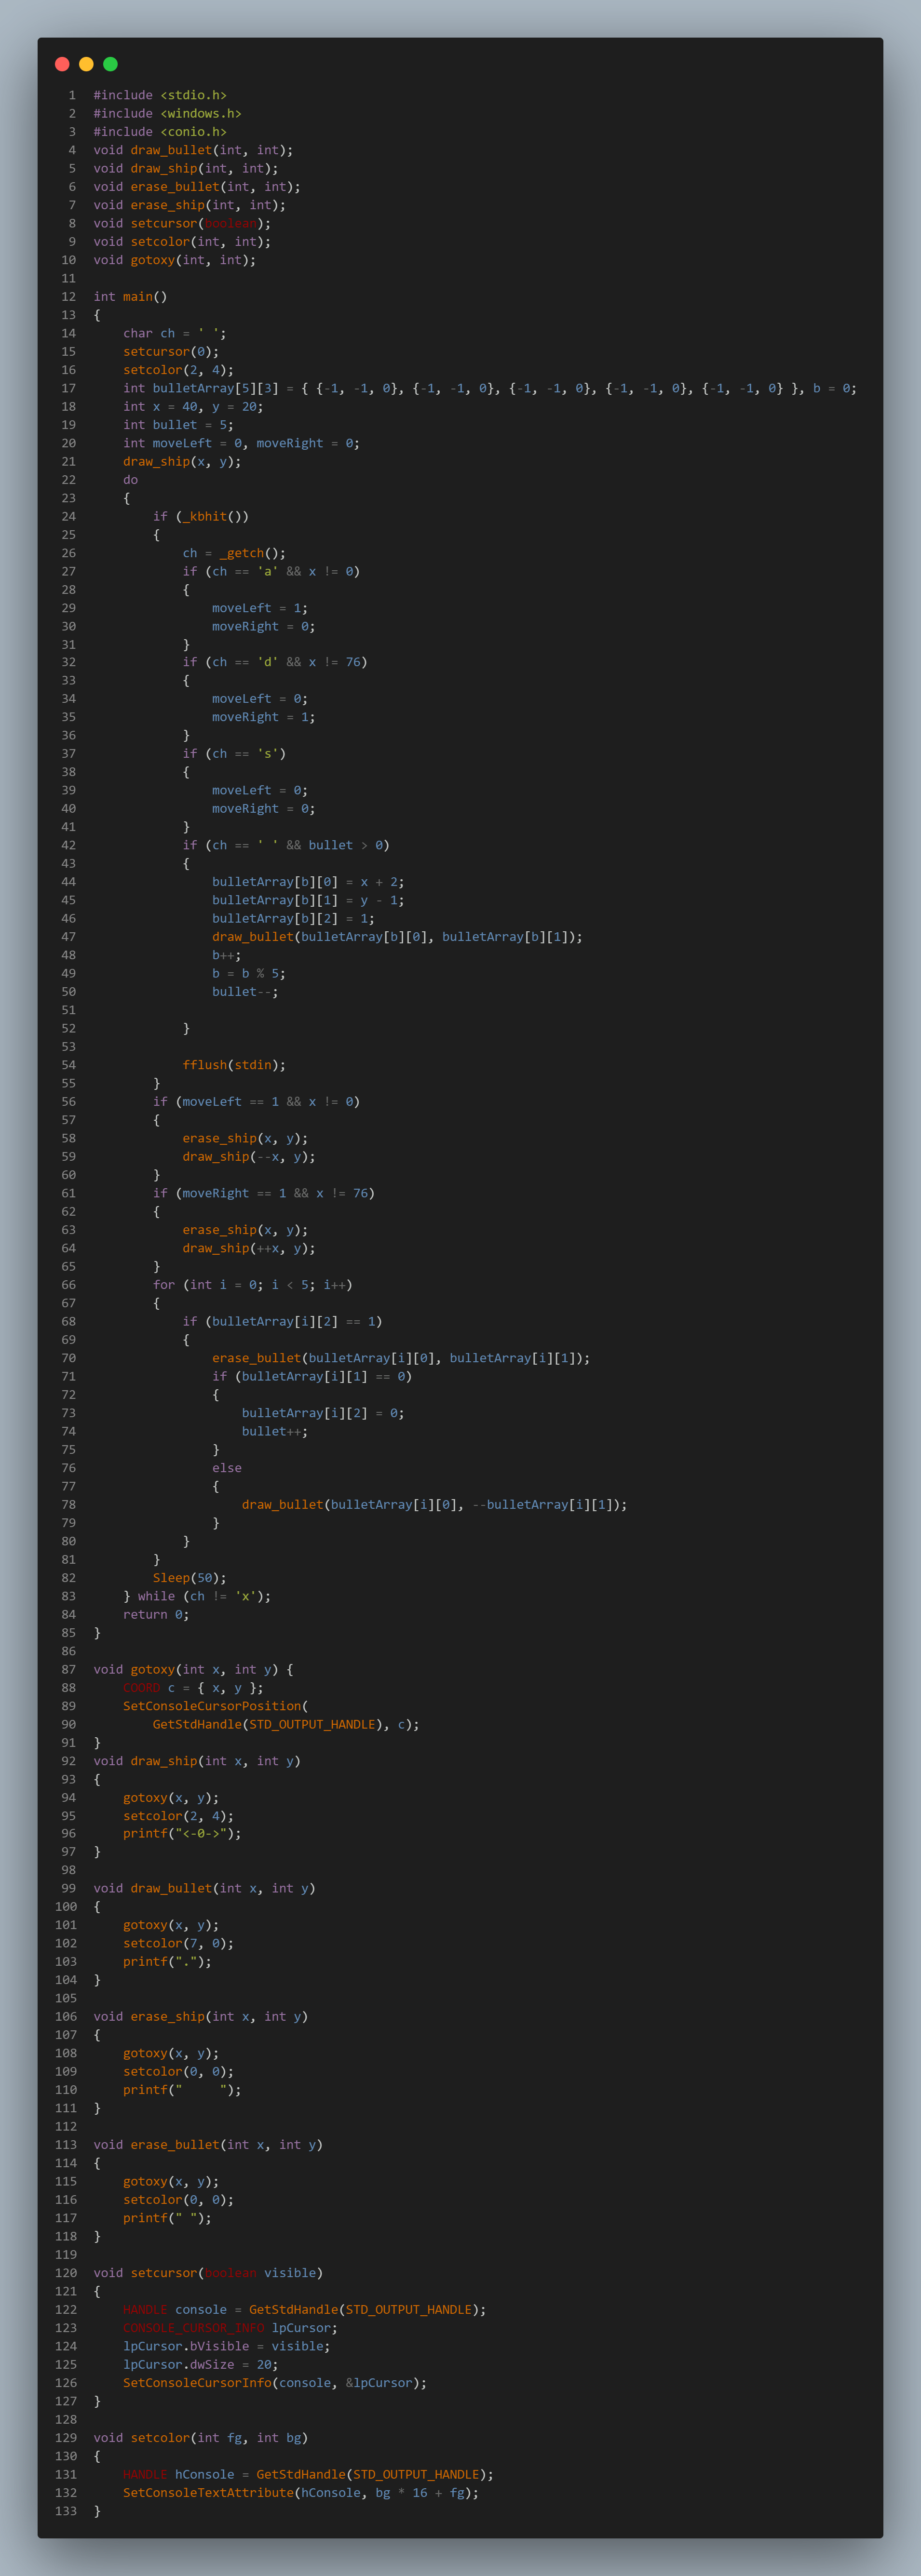 1 #include <stdio.h>
2 #include <windows.h>
3 #include <conio.h>
4 void draw_bullet(int, int);
5 void draw_ship(int, int);
6 void erase_bullet(int, int);
7 void erase_ship(int, int);
8 void setcursor(boolean);
9 void setcolor(int, int);
10 void gotoxy(int, int);
11
12 int main()
13 {
14     char ch = ' ';
15     setcursor(0);
16     setcolor(2, 4);
17     int bulletArray[5][3] = { {-1, -1, 0}, {-1, -1, 0}, {-1, -1, 0}, {-1, -1, 0}, {-1, -1, 0} }, b = 0;
18     int x = 40, y = 20;
19     int bullet = 5;
20     int moveLeft = 0, moveRight = 0;
21     draw_ship(x, y);
22     do
23     {
24         if (_kbhit())
25         {
26             ch = _getch();
27             if (ch == 'a' && x != 0)
28             {
29                 moveLeft = 1;
30                 moveRight = 0;
31             }
32             if (ch == 'd' && x != 76)
33             {
34                 moveLeft = 0;
35                 moveRight = 1;
36             }
37             if (ch == 's')
38             {
39                 moveLeft = 0;
40                 moveRight = 0;
41             }
42             if (ch == ' ' && bullet > 0)
43             {
44                 bulletArray[b][0] = x + 2;
45                 bulletArray[b][1] = y - 1;
46                 bulletArray[b][2] = 1;
47                 draw_bullet(bulletArray[b][0], bulletArray[b][1]);
48                 b++;
49                 b = b % 5;
50                 bullet--;
51
52             }
53
54             fflush(stdin);
55         }
56         if (moveLeft == 1 && x != 0)
57         {
58             erase_ship(x, y);
59             draw_ship(--x, y);
60         }
61         if (moveRight == 1 && x != 76)
62         {
63             erase_ship(x, y);
64             draw_ship(++x, y);
65         }
66         for (int i = 0; i < 5; i++)
67         {
68             if (bulletArray[i][2] == 1)
69             {
70                 erase_bullet(bulletArray[i][0], bulletArray[i][1]);
71                 if (bulletArray[i][1] == 0)
72                 {
73                     bulletArray[i][2] = 0;
74                     bullet++;
75                 }
76                 else
77                 {
78                     draw_bullet(bulletArray[i][0], --bulletArray[i][1]);
79                 }
80             }
81         }
82         Sleep(50);
83     } while (ch != 'x');
84     return 0;
85 }
86
87 void gotoxy(int x, int y) {
88     COORD c = { x, y };
89     SetConsoleCursorPosition(
90         GetStdHandle(STD_OUTPUT_HANDLE), c);
91 }
92 void draw_ship(int x, int y)
93 {
94     gotoxy(x, y);
95     setcolor(2, 4);
96     printf("<-0->");
97 }
98
99 void draw_bullet(int x, int y)
100 {
101     gotoxy(x, y);
102     setcolor(7, 0);
103     printf(".");
104 }
105
106 void erase_ship(int x, int y)
107 {
108     gotoxy(x, y);
109     setcolor(0, 0);
110     printf("     ");
111 }
112
113 void erase_bullet(int x, int y)
114 {
115     gotoxy(x, y);
116     setcolor(0, 0);
117     printf(" ");
118 }
119
120 void setcursor(boolean visible)
121 {
122     HANDLE console = GetStdHandle(STD_OUTPUT_HANDLE);
123     CONSOLE_CURSOR_INFO lpCursor;
124     lpCursor.bVisible = visible;
125     lpCursor.dwSize = 20;
126     SetConsoleCursorInfo(console, &lpCursor);
127 }
128
129 void setcolor(int fg, int bg)
130 {
131     HANDLE hConsole = GetStdHandle(STD_OUTPUT_HANDLE);
132     SetConsoleTextAttribute(hConsole, bg * 16 + fg);
133 }